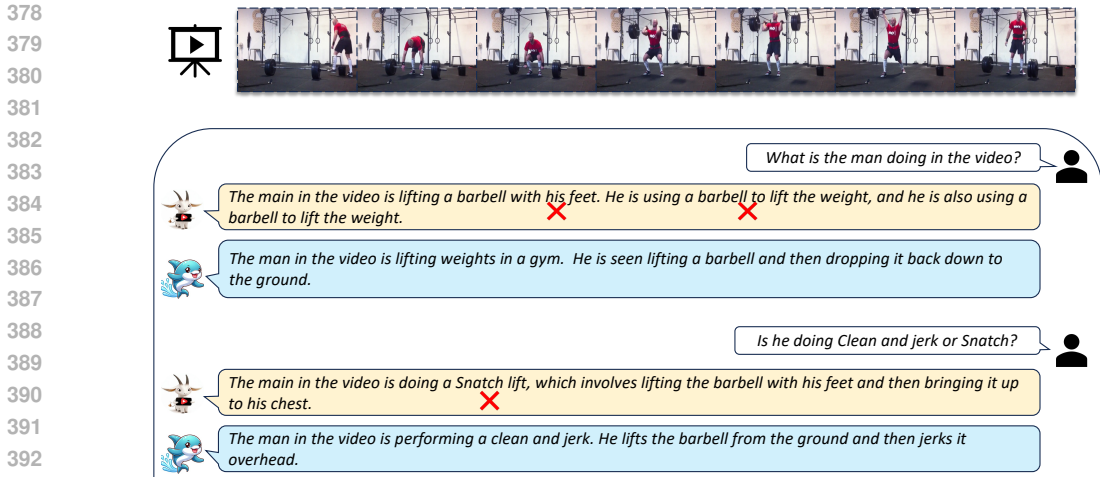 378
379
380
381
382
383
384
385
386
387
388
389
390
391
392
What is the man doing in the video?
The main in the video is lifting a barbell with his feet. He is using a barbell to lift the weight, and he is also using a
barbell to lift the weight.
The man in the video is lifting weights in a gym. He is seen lifting a barbell and then dropping it back down to
the ground.
Is he doing Clean and jerk or Snatch?
The main in the video is doing a Snatch lift, which involves lifting the barbell with his feet and then bringing it up
to his chest.
The man in the video is performing a clean and jerk. He lifts the barbell from the ground and then jerks it
overhead.